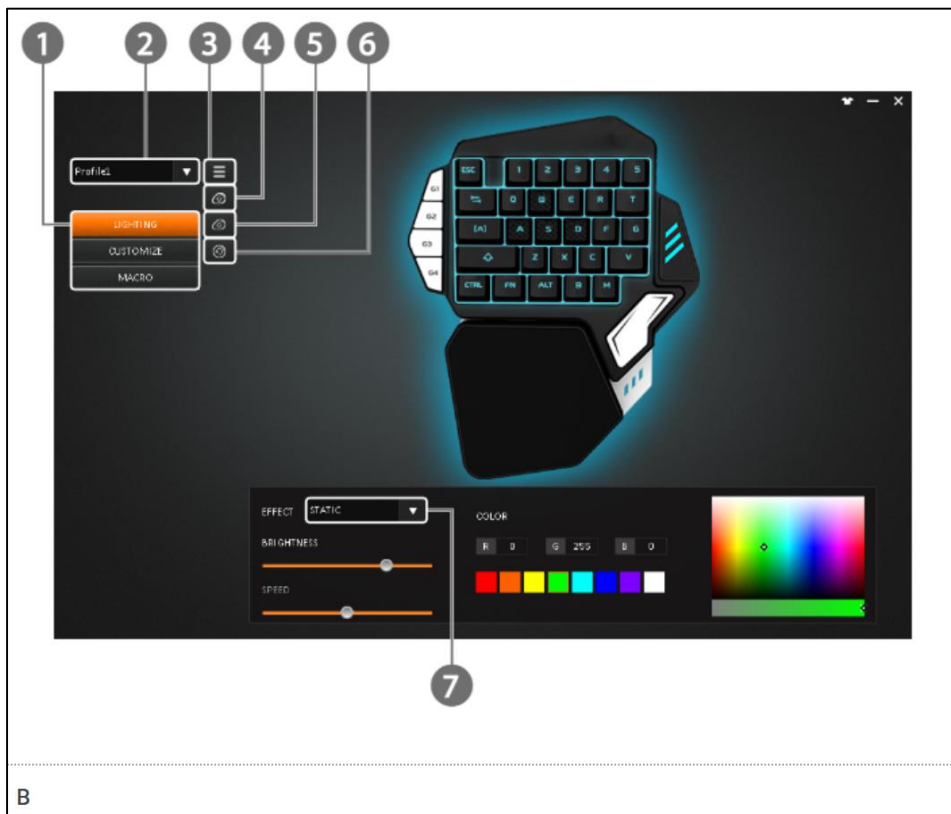 1 2 3 4 5 6
Profile1
LIGHTING
CUSTOMIZE
MACRO
ESC 1 2 3 4 5
G1
Q W E R T
G2
[A] A S D F G
G3
Z X C V
G4
CTRL FN ALT B M
EFFECT STATIC
COLOR
BRIGHTNESS
R 0 G 255 B 0
SPEED
7
B